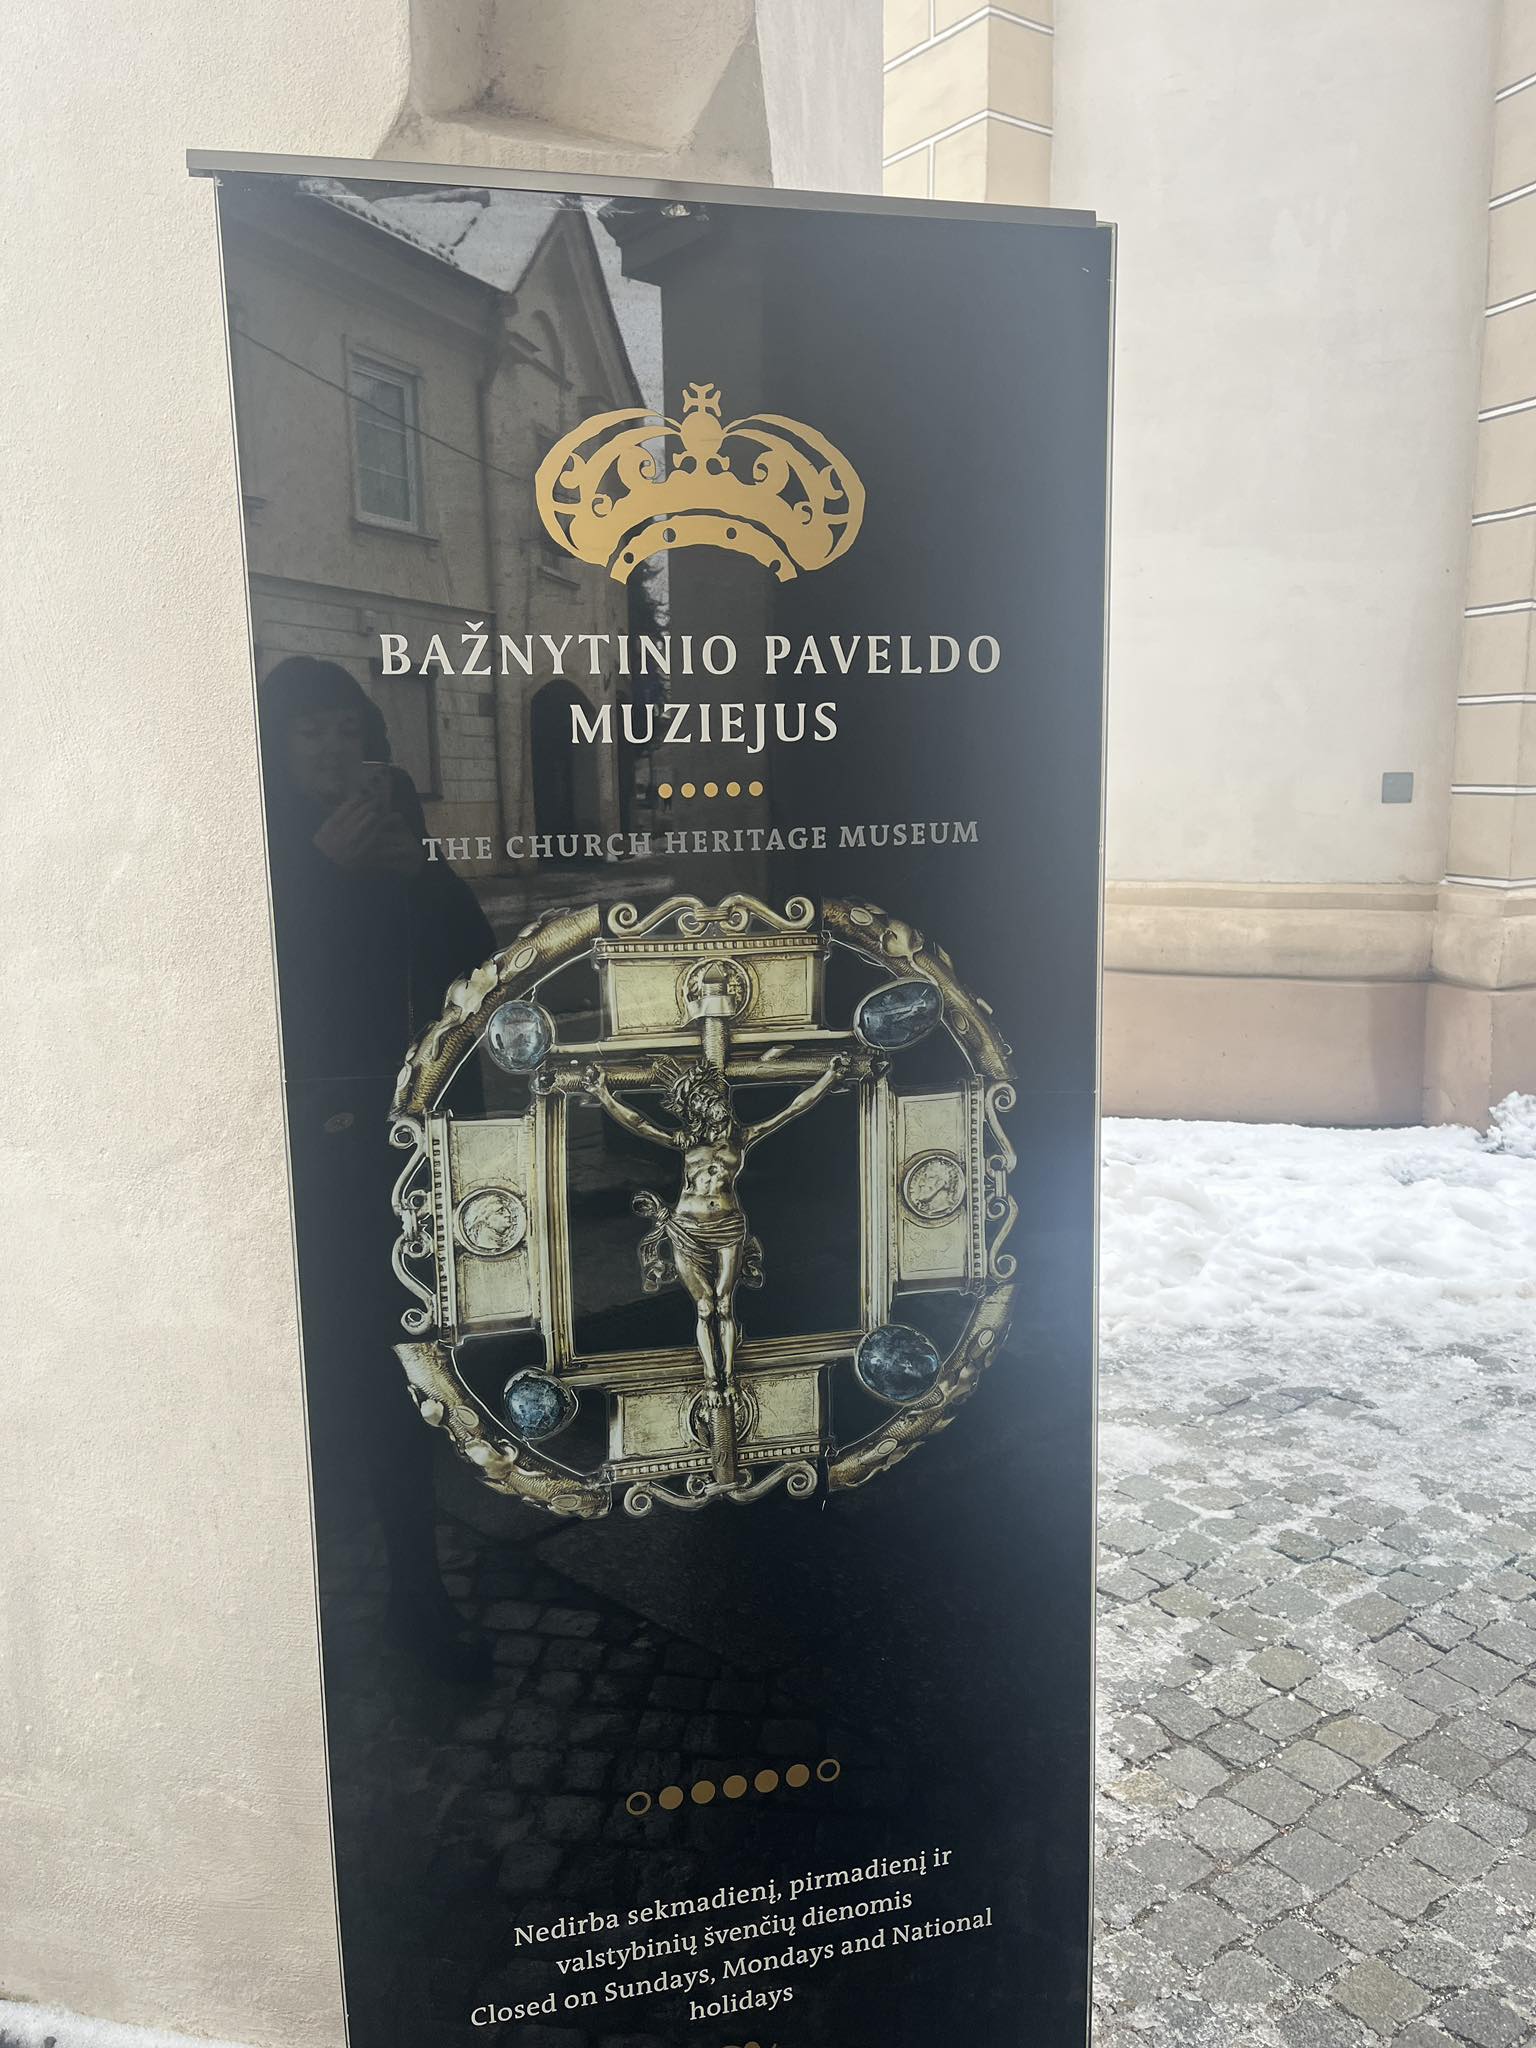 BAŽNYTINIO PAVELDO
MUZIEJUS
THE CHURCH HERITAGE MUSEUM
Nedirba sekmadienį, pirmadienį ir
valstybinių švenčių dienomis
Closed on Sundays, Mondays and National
holidays